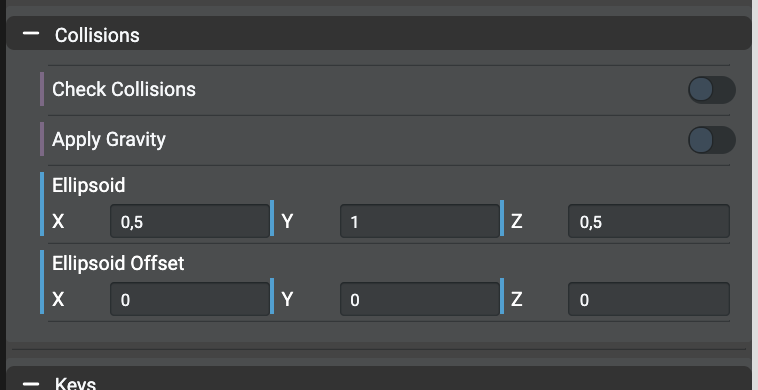 Collisions
Check Collisions
Apply Gravity
Ellipsoid
X 0,5 Y 1 Z 0,5
Ellipsoid Offset
X 0 Y 0 Z 0
Keys